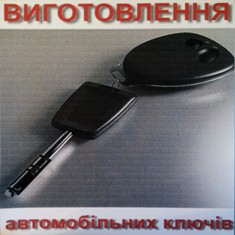 ВИГОТОВЛЕННЯ
автомобільних ключів